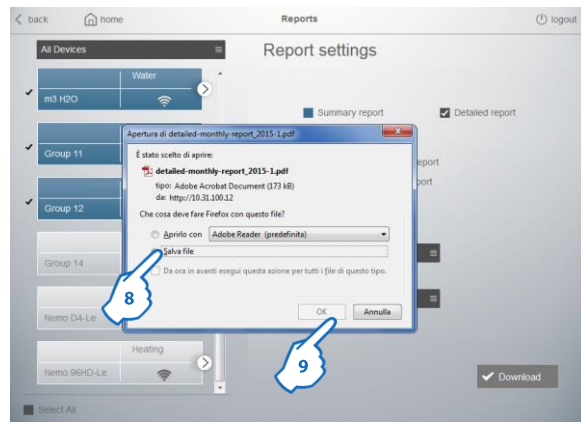 back home Reports logout
All Devices
Report settings
Water
m3 H2O
Summary report Detailed report
Group 11
Group 12
Group 14
Nemo D4-Le
Heating
Nemo 96HD-Le
Select All
eport
port
Download
Apertura di detailed-monthly-report_2015-1.pdf
È stato scelto di aprire:
detailed-monthly-report_2015-1.pdf
tipo: Adobe Acrobat Document (173 kB)
da: http://10.31.100.12
Che cosa deve fare Firefox con questo file?
Aprirlo con Adobe Reader (predefinita)
Salva file
Da ora in avanti esegui questa azione per tutti i file di questo tipo.
OK Annulla
8
9